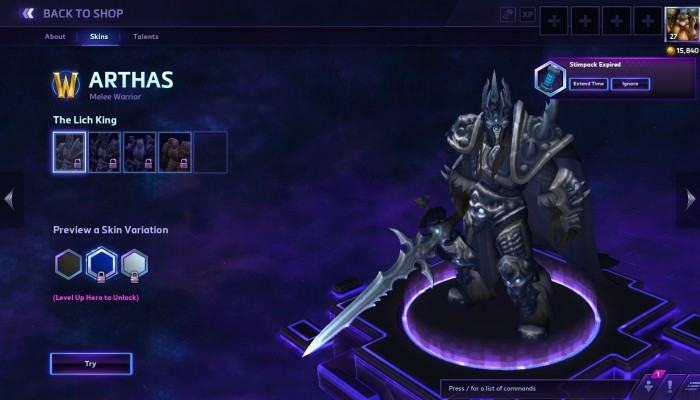 BACK TO SHOP
XP
27
15,840
About
Skins
Talents
Stimpack Expired
Extend Time
Ignore
W
ARTHAS
Melee Warrior
The Lich King
Preview a Skin Variation
(Level Up Hero to Unlock)
Try
Press / for a list of commands
1